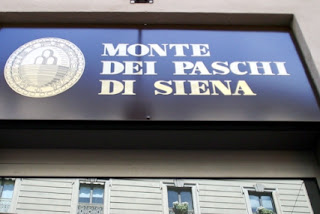 MONTE
DEI PASCHI
DI SIENA